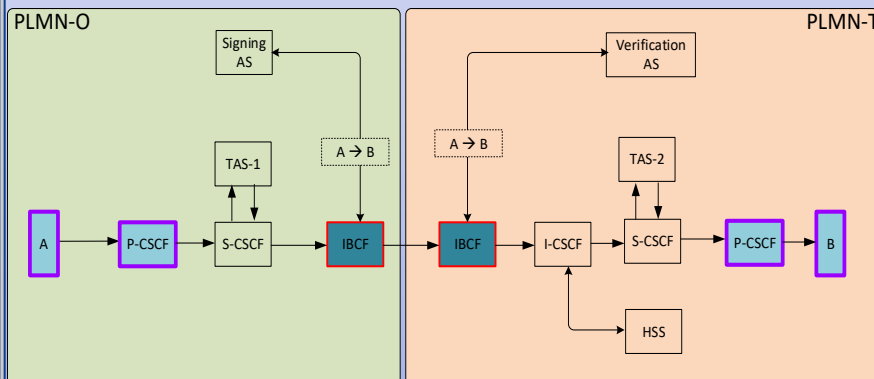 PLMN-O
PLMN-T
Signing
AS
Verification
AS
A → B
A → B
TAS-1
TAS-2
A
P-CSCF
S-CSCF
IBCF
IBCF
I-CSCF
S-CSCF
P-CSCF
B
HSS